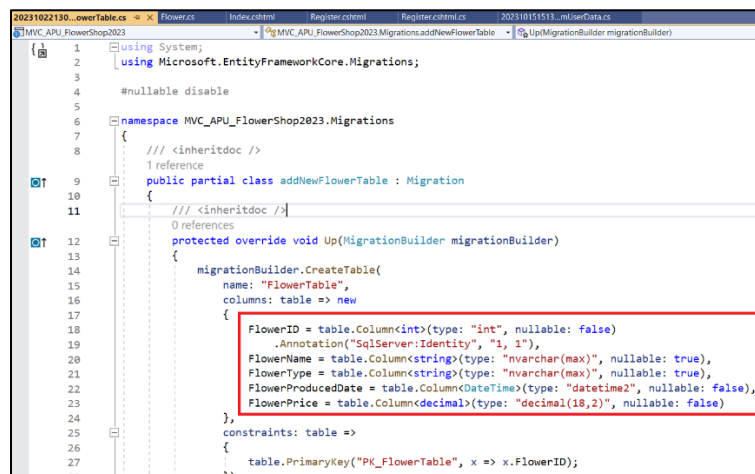 20231022130...owerTable.cs Flower.cs Index.cshtml Register.cshtml Register.cshtml.cs 202310151513...mUserData.cs
MVC_APU_FlowerShop2023 MVC_APU_FlowerShop2023.Migrations.addNewFlowerTable Up(MigrationBuilder migrationBuilder)
1 using System;
2 using Microsoft.EntityFrameworkCore.Migrations;
3
4 #nullable disable
5
6 namespace MVC_APU_FlowerShop2023.Migrations
7 {
8 /// <inheritdoc />
1 reference
9 public partial class addNewFlowerTable : Migration
10 {
11 /// <inheritdoc />
0 references
12 protected override void Up(MigrationBuilder migrationBuilder)
13 {
14 migrationBuilder.CreateTable(
15 name: "FlowerTable",
16 columns: table => new
17 {
18 FlowerID = table.Column<int>(type: "int", nullable: false)
19 .Annotation("SqlServer:Identity", "1, 1"),
20 FlowerName = table.Column<string>(type: "nvarchar(max)", nullable: true),
21 FlowerType = table.Column<string>(type: "nvarchar(max)", nullable: true),
22 FlowerProducedDate = table.Column<DateTime>(type: "datetime2", nullable: false),
23 FlowerPrice = table.Column<decimal>(type: "decimal(18,2)", nullable: false)
24 },
25 constraints: table =>
26 {
27 table.PrimaryKey("PK_FlowerTable", x => x.FlowerID);